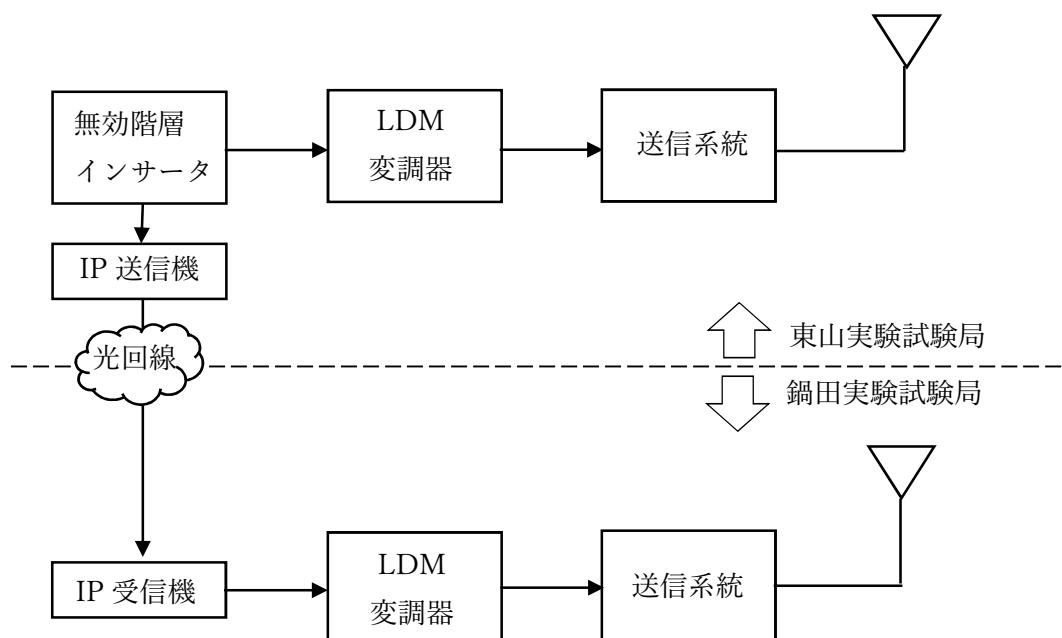 無効階層
インサータ
LDM
変調器
送信系統
IP 送信機
光回線
東山実験試験局
鍋田実験試験局
IP 受信機
LDM
変調器
送信系統